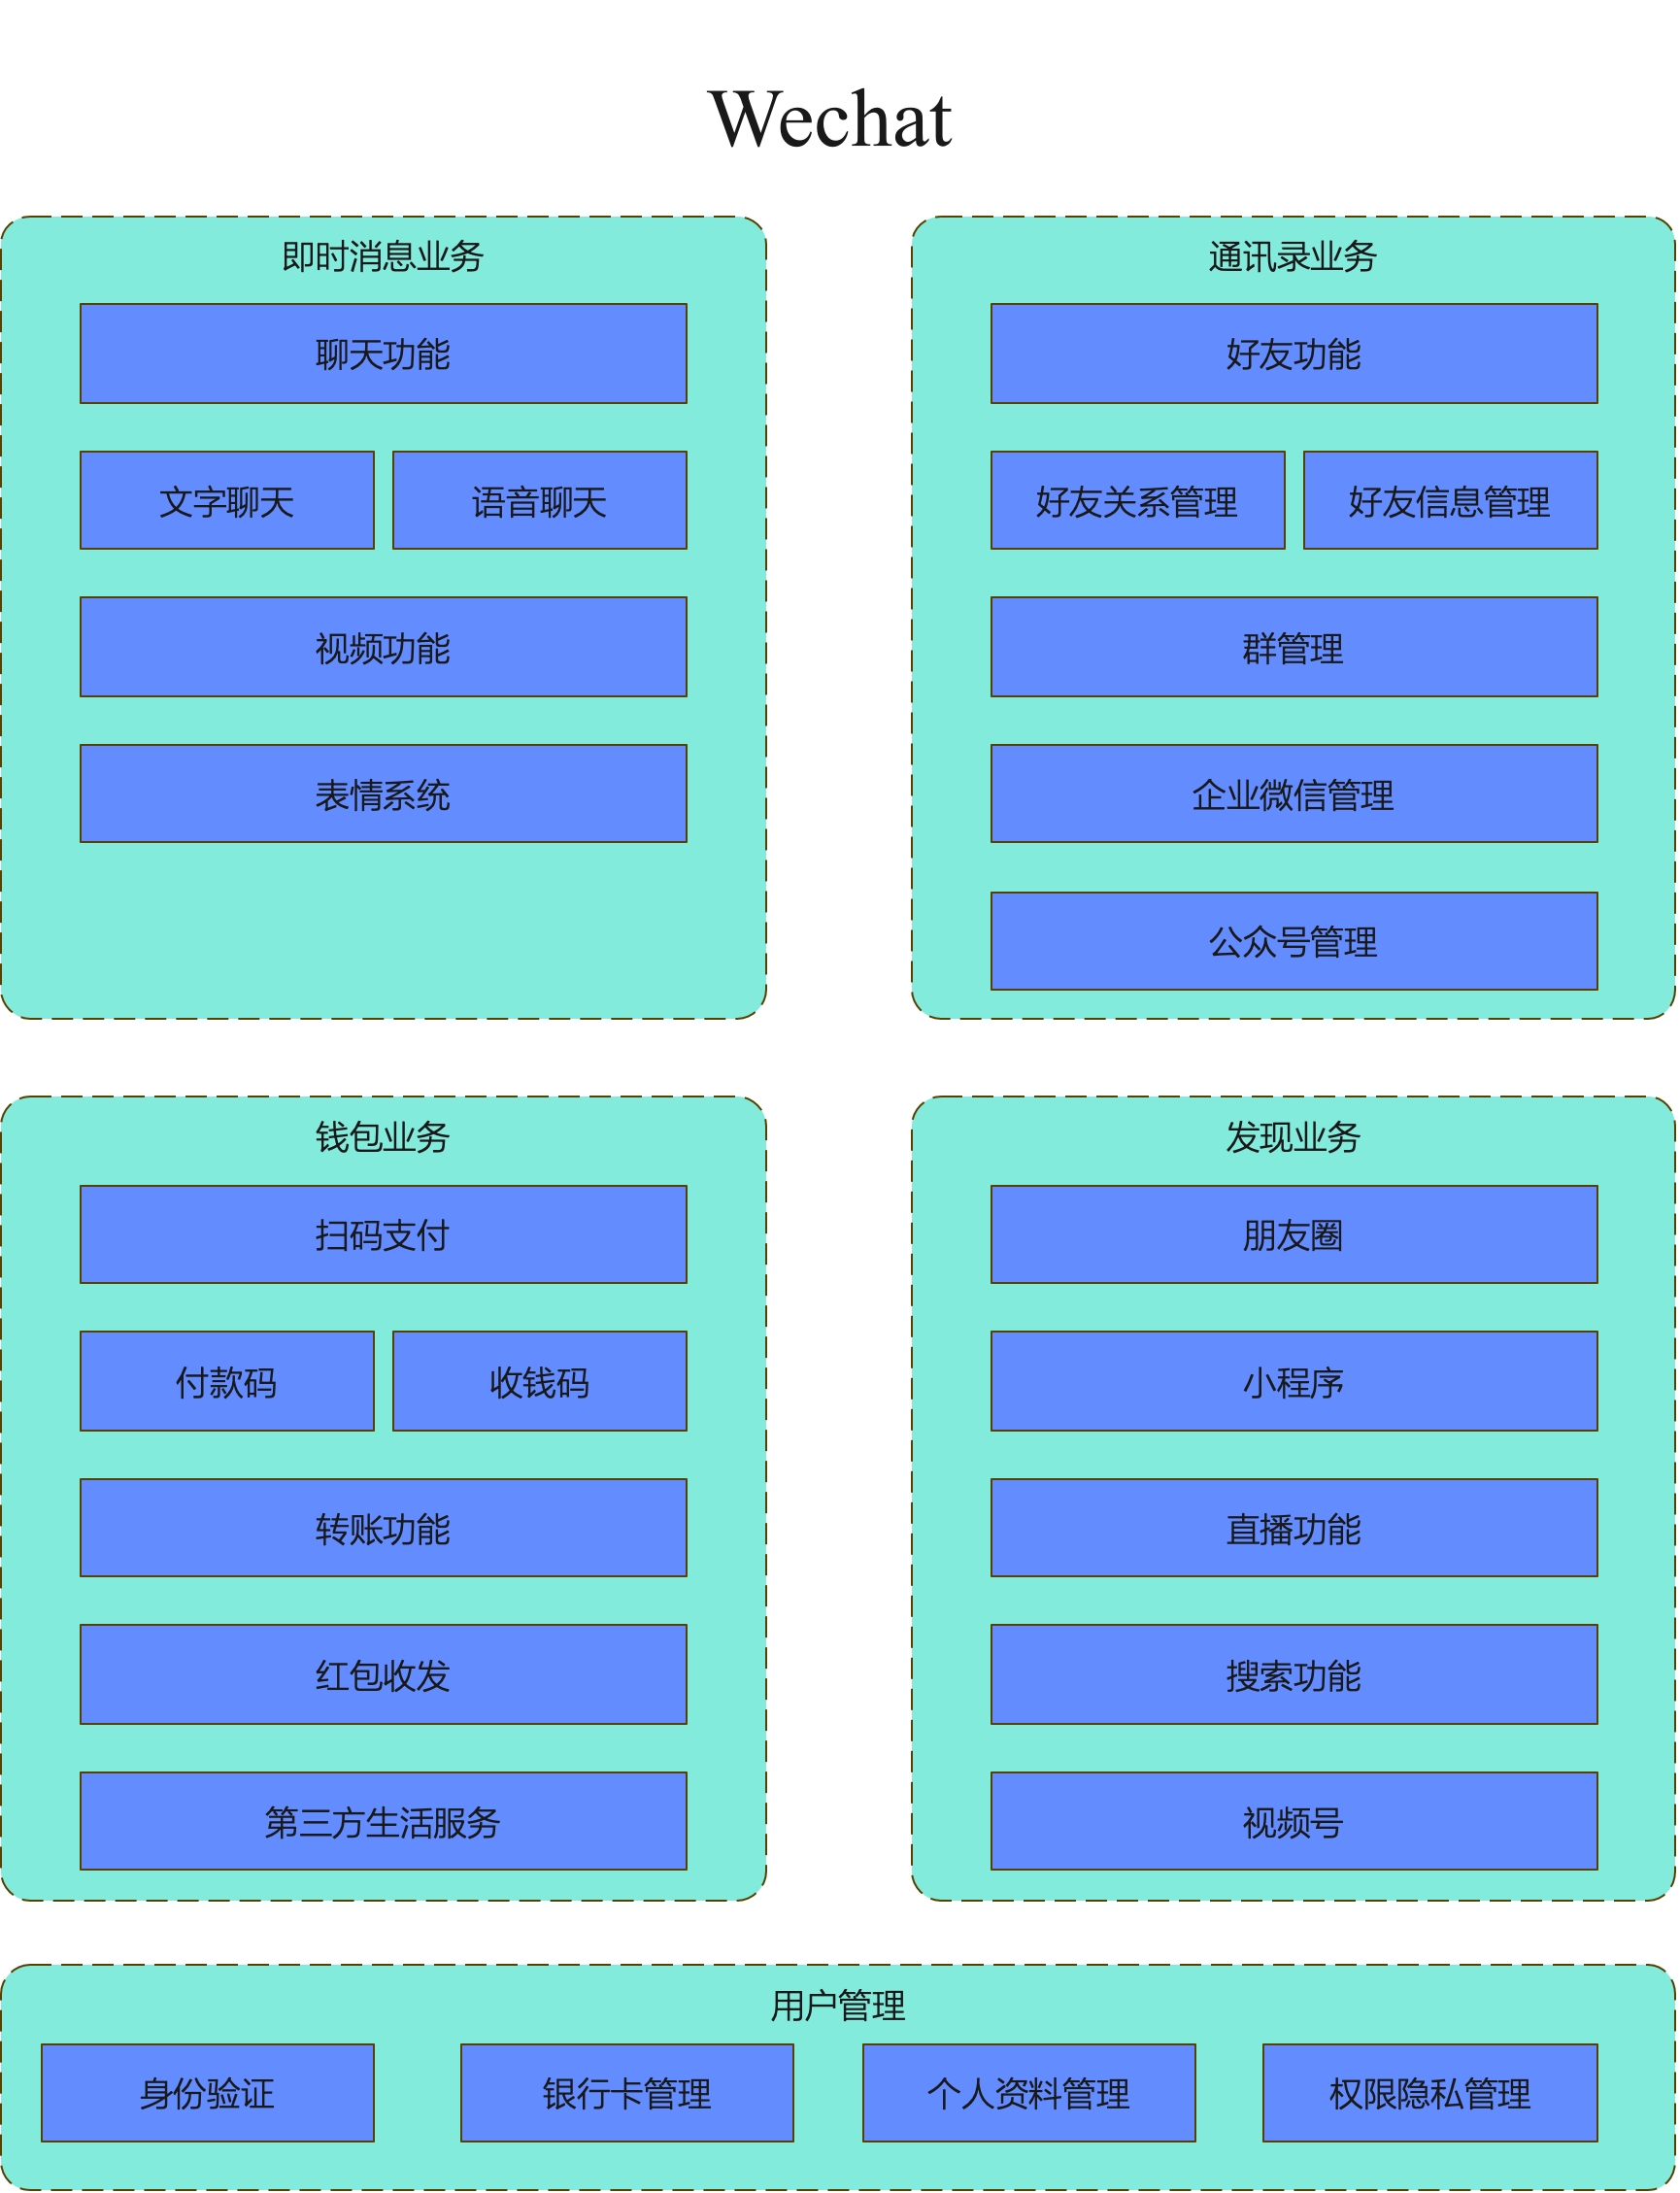 Wechat
即时消息业务
聊天功能
文字聊天
语音聊天
视频功能
表情系统
通讯录业务
好友功能
好友关系管理
好友信息管理
群管理
企业微信管理
公众号管理
钱包业务
扫码支付
付款码
收钱码
转账功能
红包收发
第三方生活服务
发现业务
朋友圈
小程序
直播功能
搜索功能
视频号
用户管理
身份验证
银行卡管理
个人资料管理
权限隐私管理